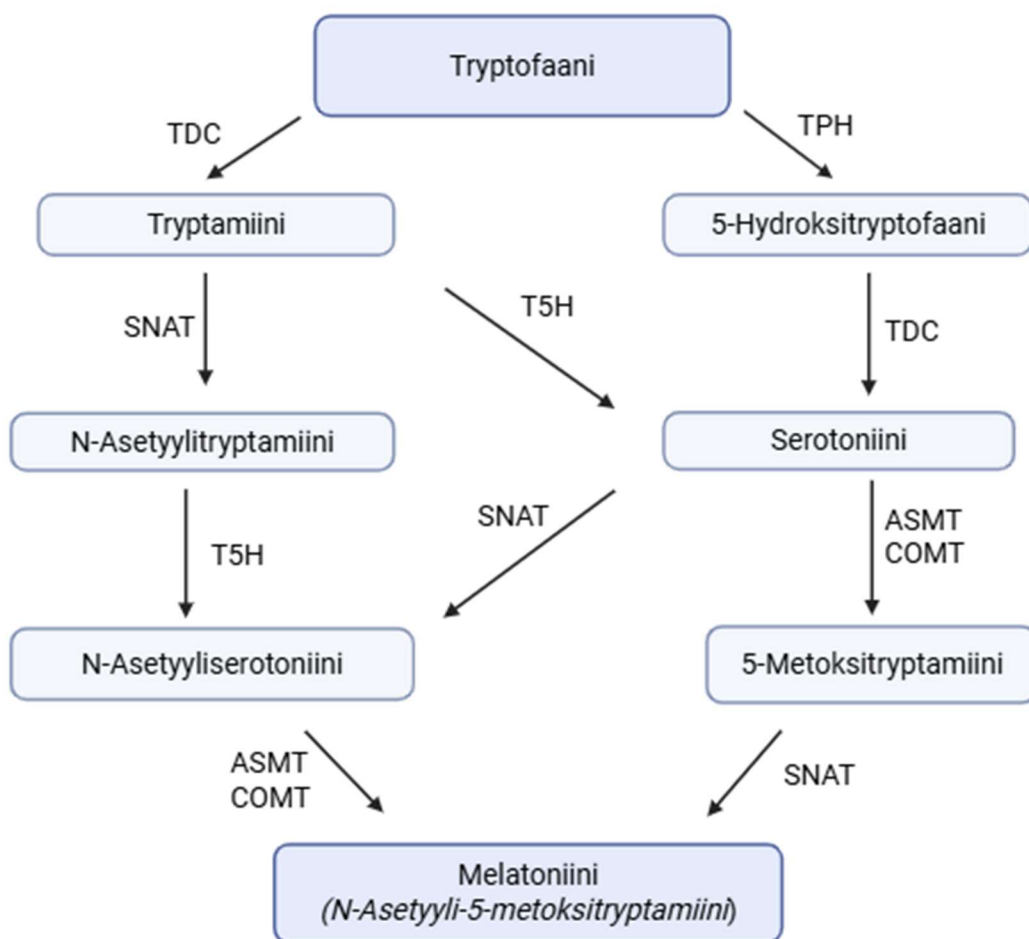 Tryptofaani
TDC
TPH
Tryptamiini
5-Hydroksitryptofaani
SNAT
T5H
TDC
N-Asetyylitryptamiini
Serotoniini
T5H
SNAT
ASMT
COMT
N-Asetyyliserotoniini
5-Metoksitryptamiini
ASMT
COMT
SNAT
Melatoniini
(N-Asetyyli-5-metoksitryptamiini)